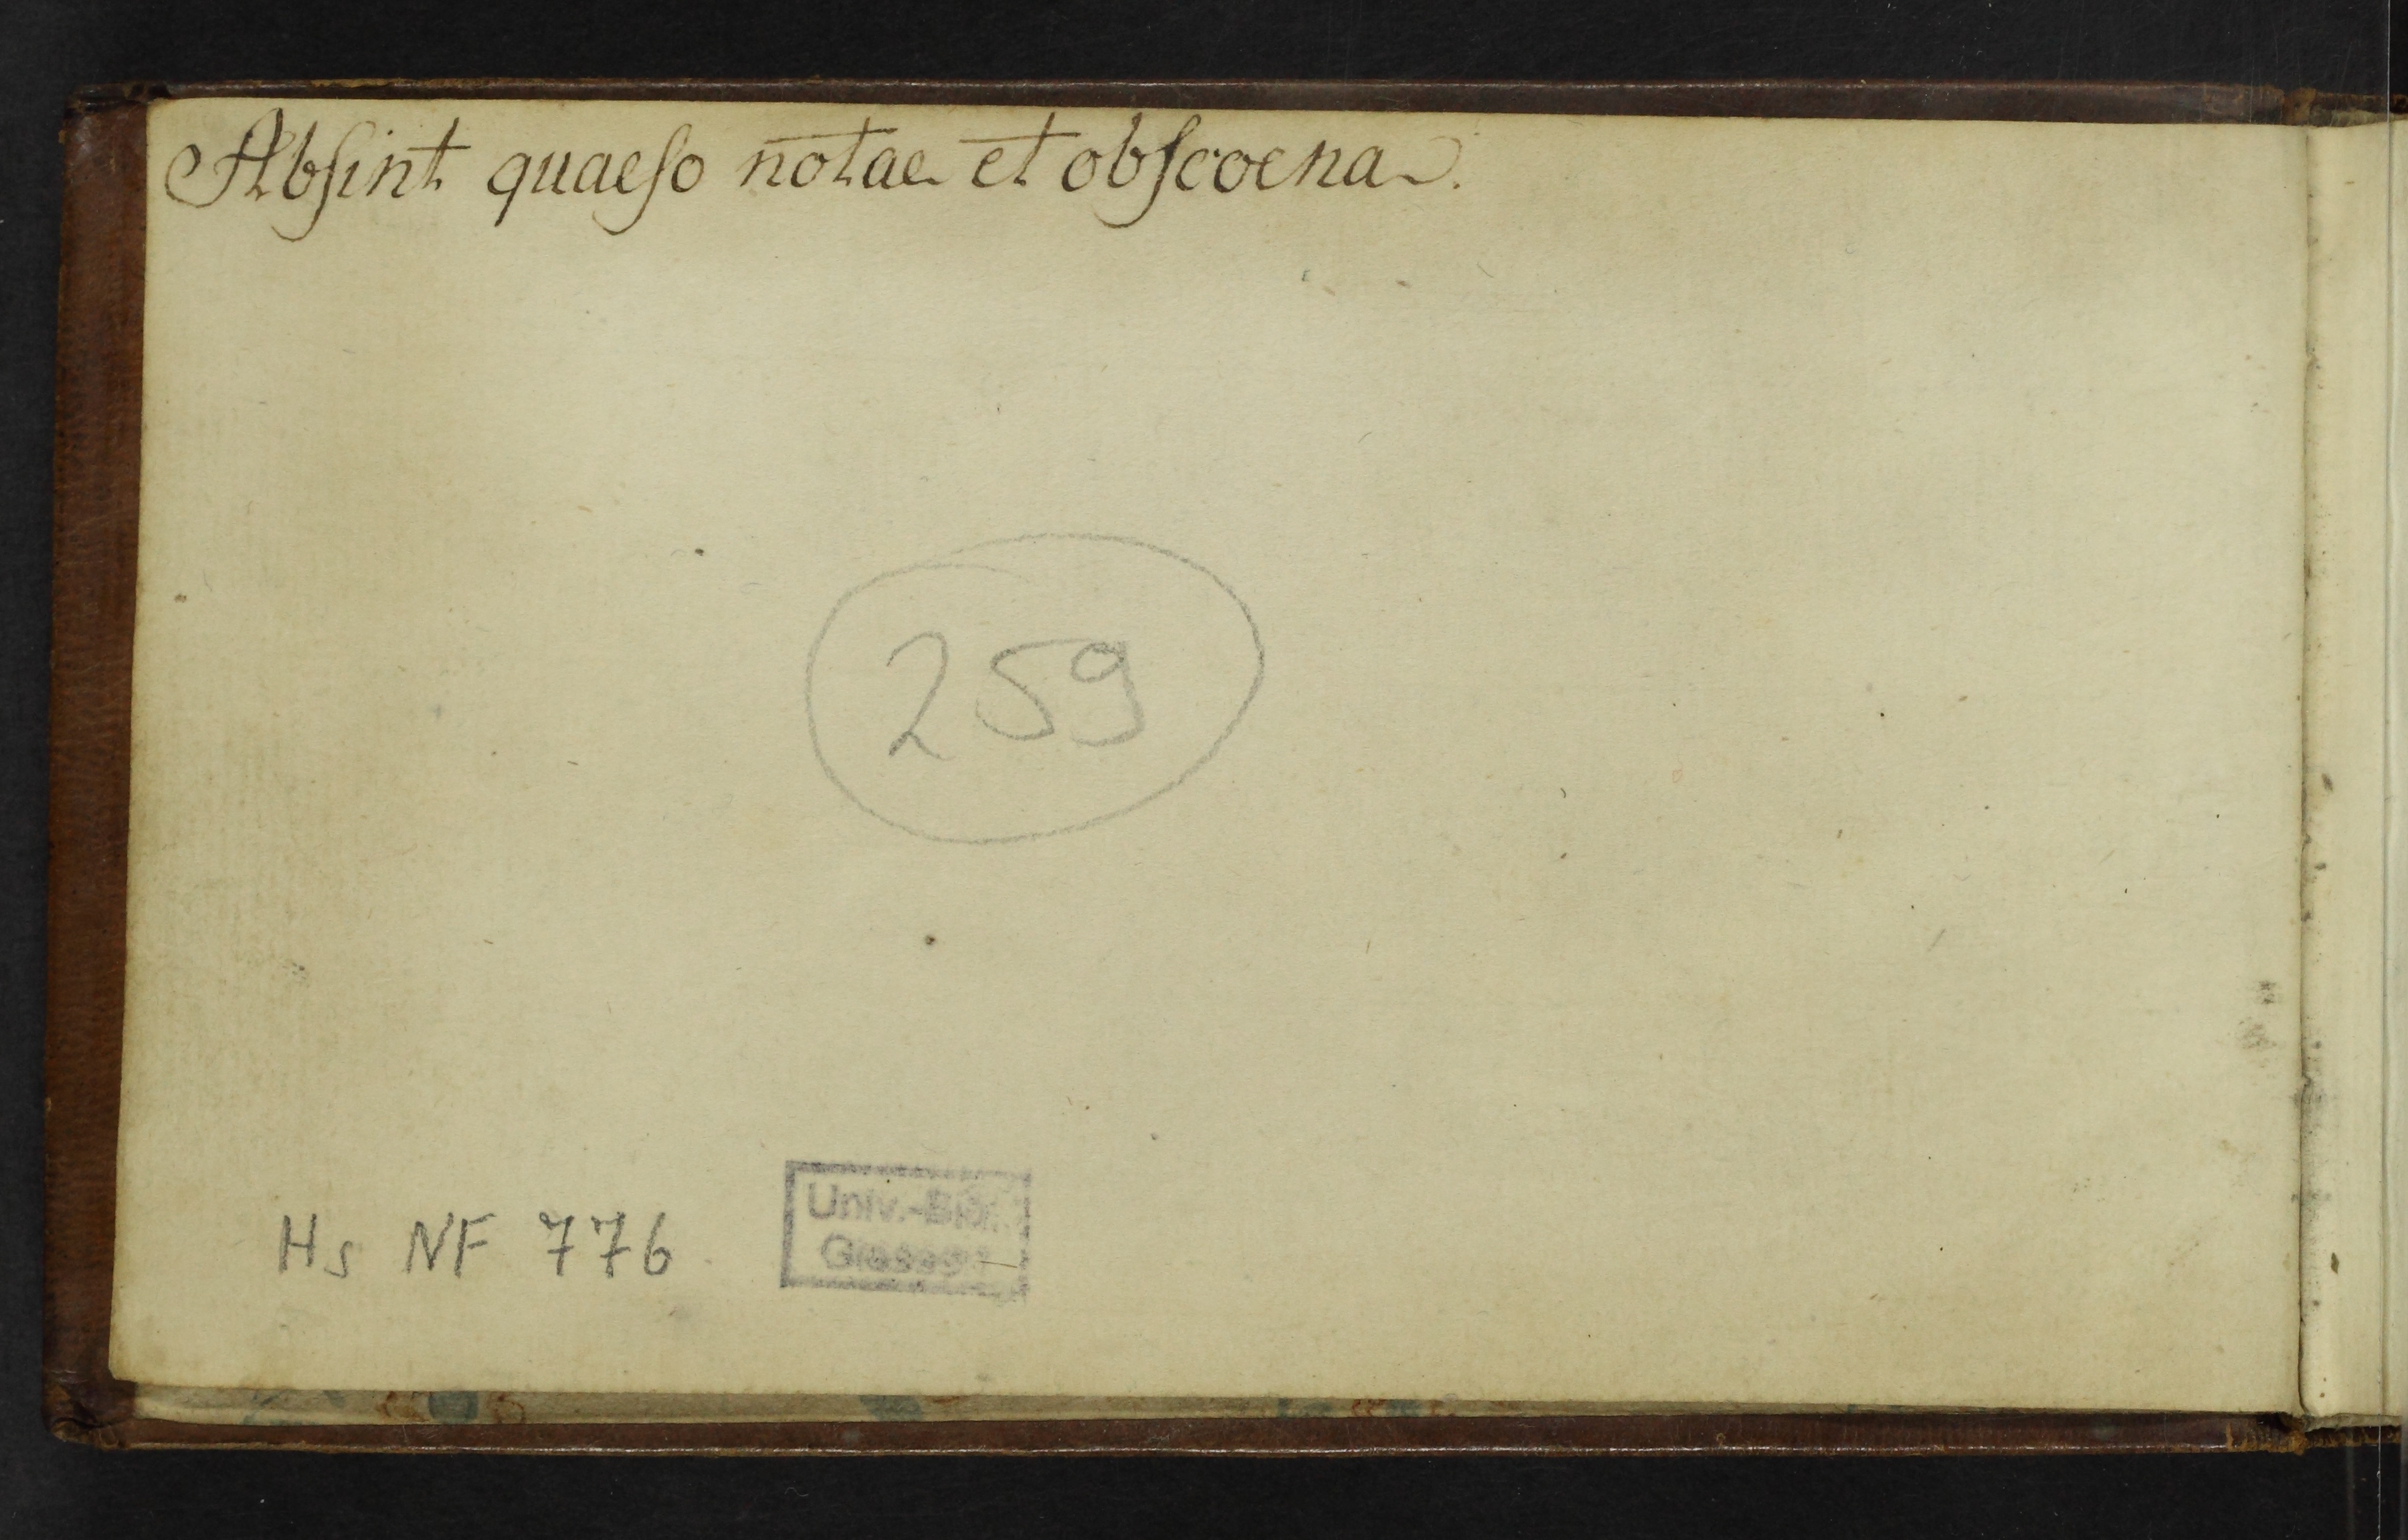 Abſint quaeſo notae et obſcoena.
259
Hs NF 776
Univ.-Bibl.
Giessen